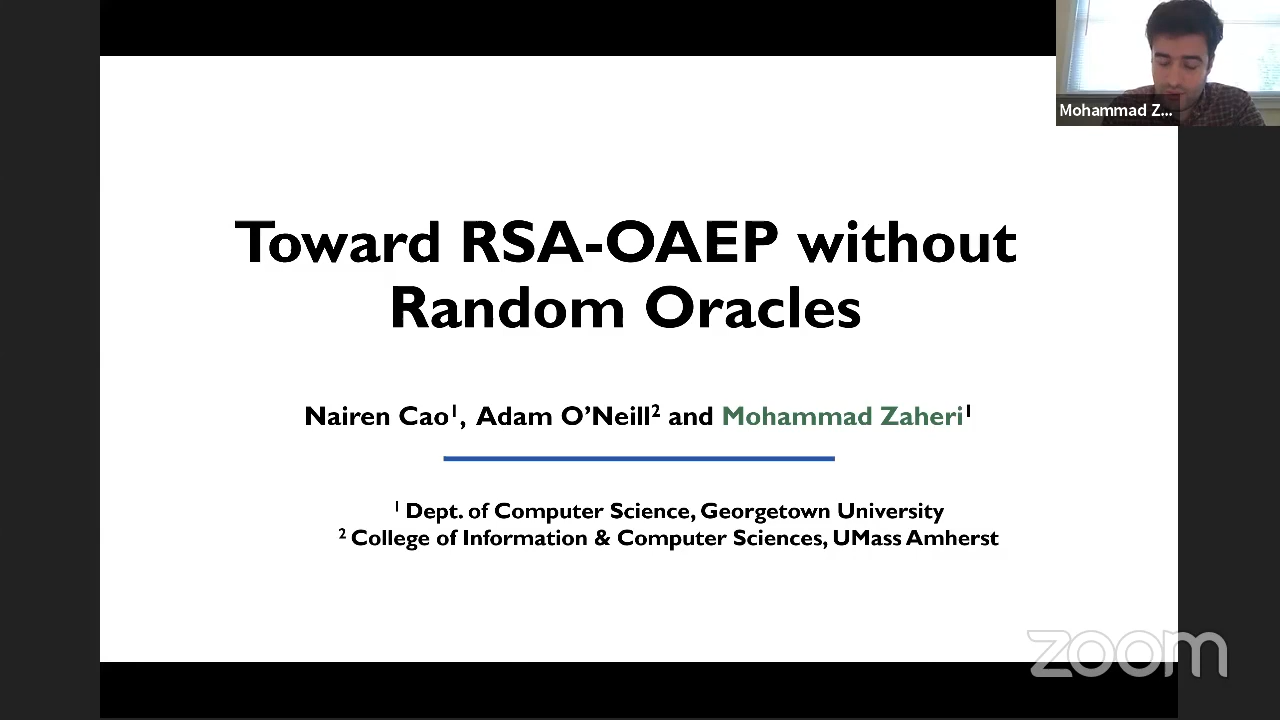 Mohammad Z...
Toward RSA-OAEP without
Random Oracles
Nairen Cao¹, Adam O’Neill² and Mohammad Zaheri¹
¹ Dept. of Computer Science, Georgetown University
² College of Information & Computer Sciences, UMass Amherst
zoom